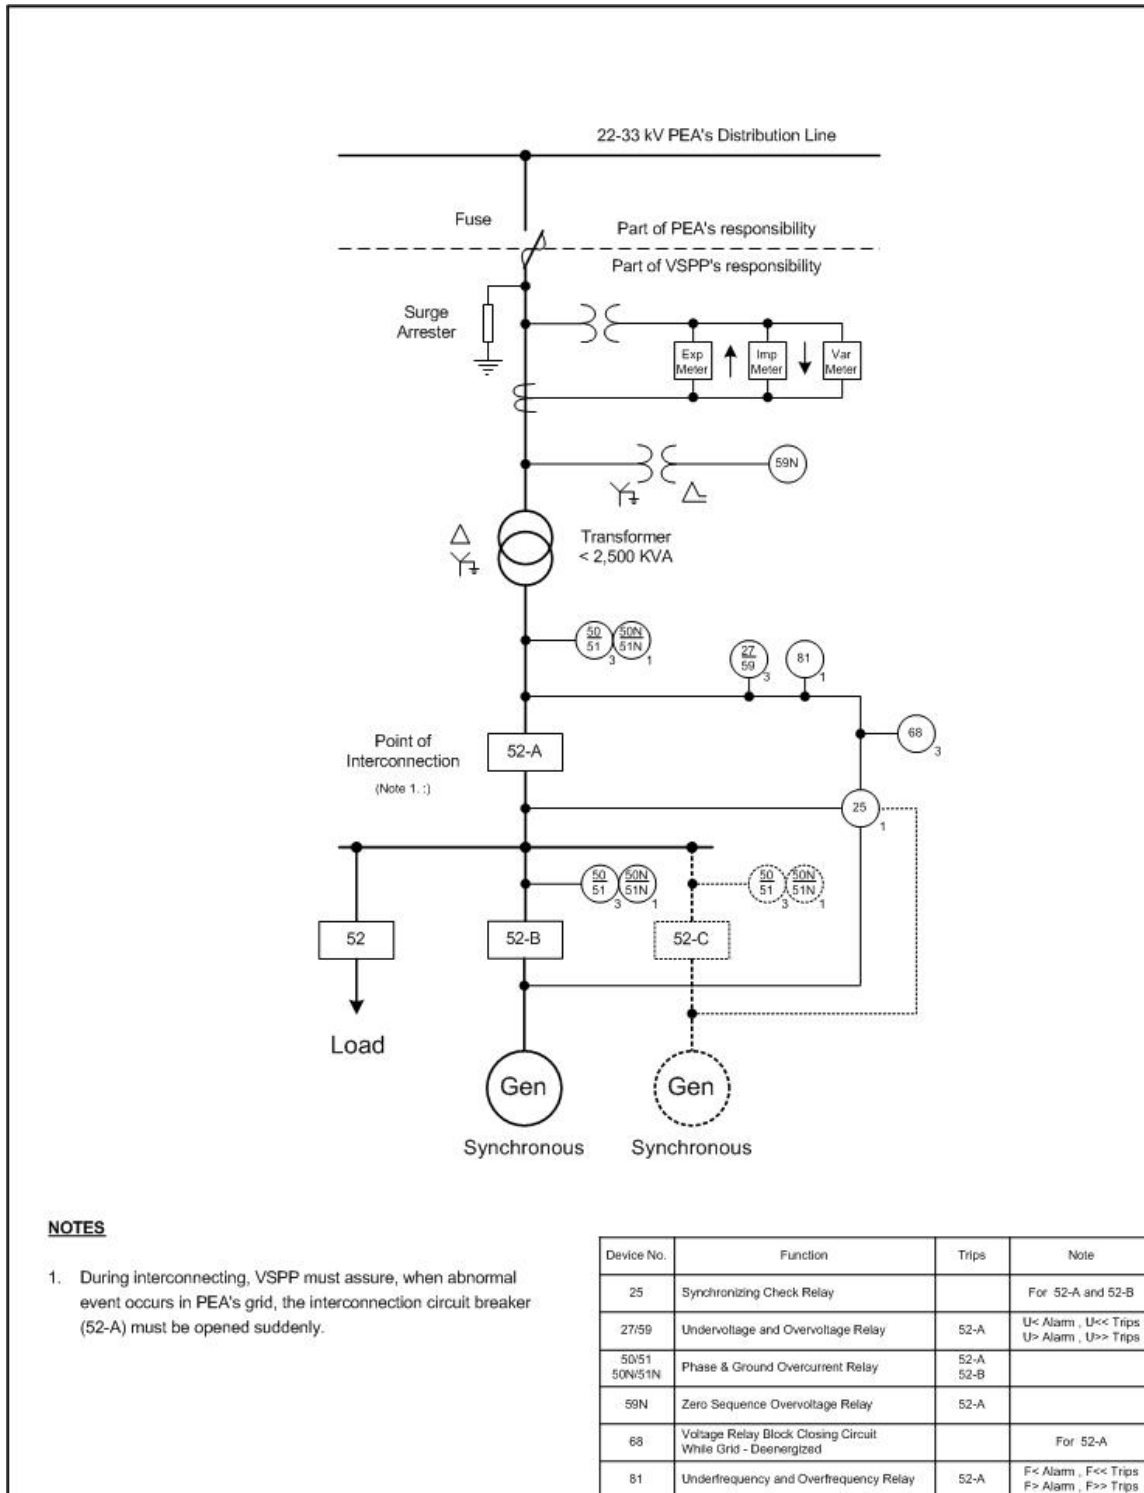 22-33 kV PEA's Distribution Line
Fuse
Part of PEA's responsibility
Part of VSPP's responsibility
Surge
Arrester
Exp
Meter
Imp
Meter
Var
Meter
59N
Transformer
< 2,500 KVA
50
51
3
50N
51N
1
27
59
3
81
1
68
3
Point of
Interconnection
(Note 1. :)
52-A
25
1
50
51
3
50N
51N
1
50
51
3
50N
51N
1
52
52-B
52-C
Load
Gen
Gen
Synchronous
Synchronous
NOTES
1. During interconnecting, VSPP must assure, when abnormal
event occurs in PEA's grid, the interconnection circuit breaker
(52-A) must be opened suddenly.
Device No. Function Trips Note
25 Synchronizing Check Relay For 52-A and 52-B
27/59 Undervoltage and Overvoltage Relay 52-A U< Alarm , U<< Trips
U> Alarm , U>> Trips
50/51
50N/51N
Phase & Ground Overcurrent Relay
52-A
52-B
59N Zero Sequence Overvoltage Relay 52-A
68 Voltage Relay Block Closing Circuit
While Grid - Deenergized
For 52-A
81 Underfrequency and Overfrequency Relay 52-A F< Alarm , F<< Trips
F> Alarm , F>> Trips